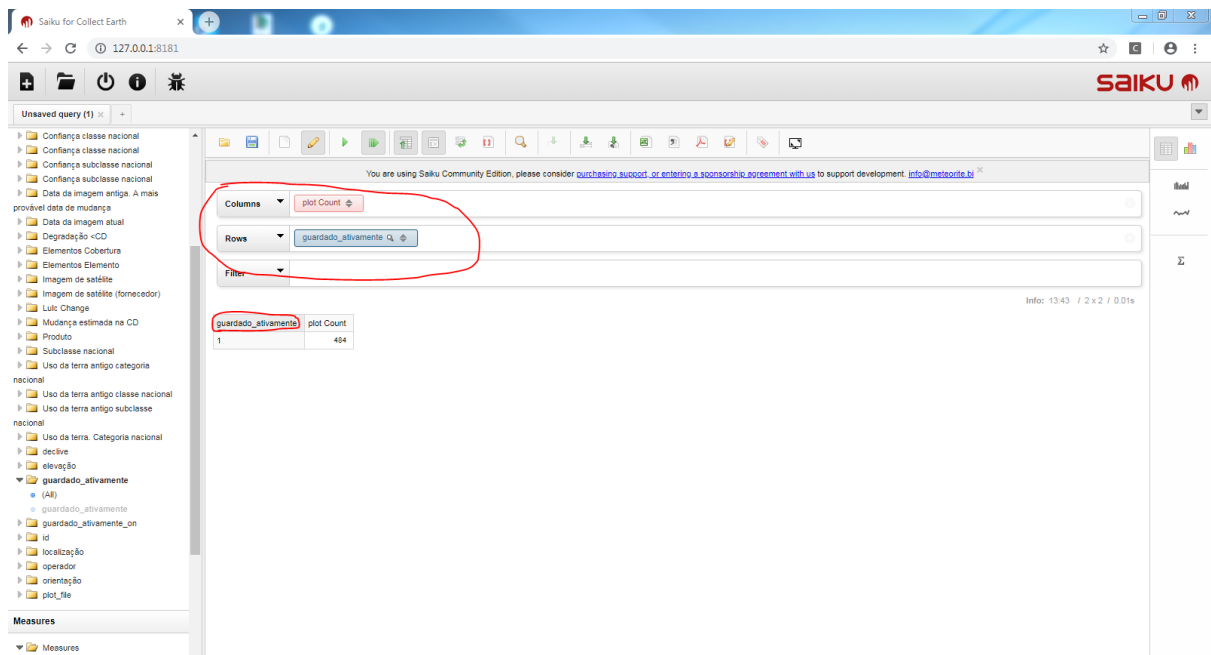 Saiku for Collect Earth
127.0.0.1:8181
saiku
Unsaved query (1)
Confiança classe nacional
Confiança classe nacional
Confiança subclasse nacional
Confiança subclasse nacional
Data da imagem antiga. A mais
provável data de mudança
Data da imagem atual
Degradação <CD
Elementos Cobertura
Elementos Elemento
Imagem de satélite
Imagem de satélite (fornecedor)
Lulc Change
Mudança estimada na CD
Produto
Subclasse nacional
Uso da terra antigo categoria
nacional
Uso da terra antigo classe nacional
Uso da terra antigo subclasse
nacional
Uso da terra. Categoria nacional
declive
elevação
guardado_ativamente
(All)
guardado_ativamente
guardado_ativamente_on
id
localização
operador
orientação
plot_file
Measures
Measures
You are using Saiku Community Edition, please consider purchasing support, or entering a sponsorship agreement with us to support development. info@meteorite.bi
Columns plot Count
Rows guardado_ativamente
Filter
Info: 13:43 / 2 x 2 / 0.01s
guardado_ativamente plot Count
1 484
Σ